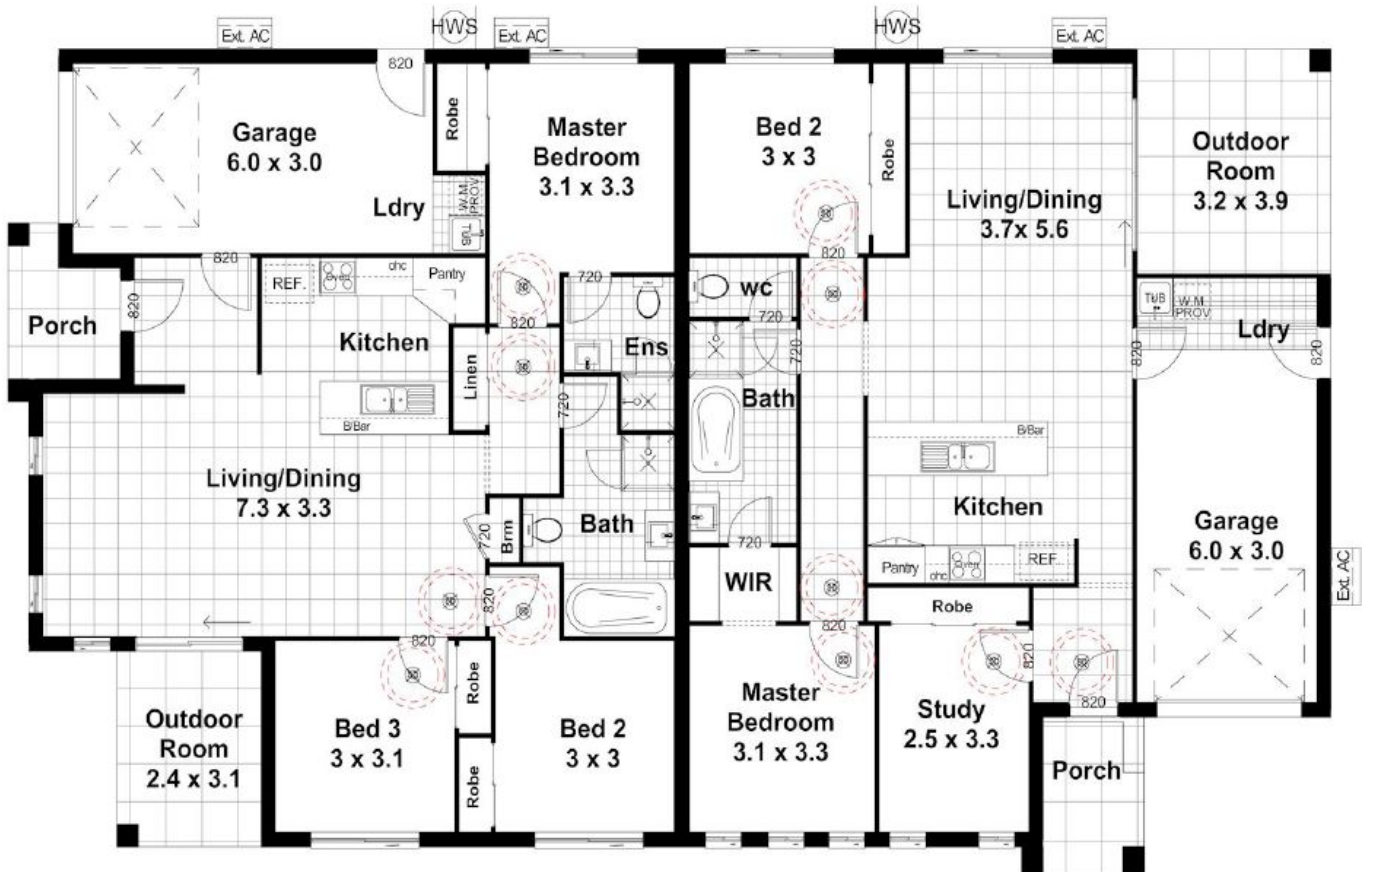 Ext. AC
HWS
Ext. AC
HWS
Ext. AC
820
Garage
6.0 x 3.0
Robe
Master
Bedroom
3.1 x 3.3
Ldry
W.M.
PROV
TUB
Bed 2
3 x 3
Robe
820
Living/Dining
3.7x 5.6
Outdoor
Room
3.2 x 3.9
Porch
820
820
REF.
Oven
ohc
Pantry
Kitchen
B/Bar
Linen
820
720
Ens
720
wc
720
720
Bath
TUB
W.M.
PROV
Ldry
820
820
Living/Dining
7.3 x 3.3
720
Brm
Bath
820
820
B/Bar
Kitchen
Pantry
ohc
Oven
REF.
720
WIR
Robe
820
820
Garage
6.0 x 3.0
Ext. AC
Outdoor
Room
2.4 x 3.1
Bed 3
3 x 3.1
Robe
Robe
Bed 2
3 x 3
Master
Bedroom
3.1 x 3.3
Study
2.5 x 3.3
820
Porch